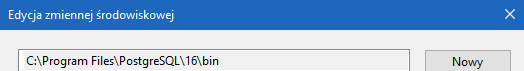 Edycja zmiennej środowiskowej
C:\Program Files\PostgreSQL\16\bin
Nowy